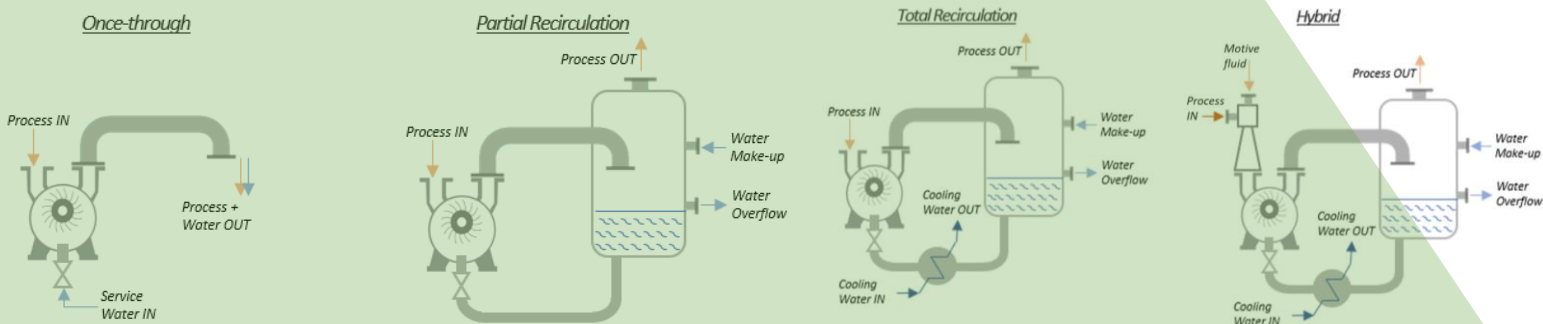 Once-through
Process IN
Process +
Water OUT
Service
Water IN
Partial Recirculation
Process OUT
Process IN
Water
Make-up
Water
Overflow
Total Recirculation
Process OUT
Process IN
Water
Make-up
Water
Overflow
Cooling
Water OUT
Cooling
Water IN
Hybrid
Motive
fluid
Process OUT
Process
IN
Water
Make-up
Water
Overflow
Cooling
Water OUT
Cooling
Water IN